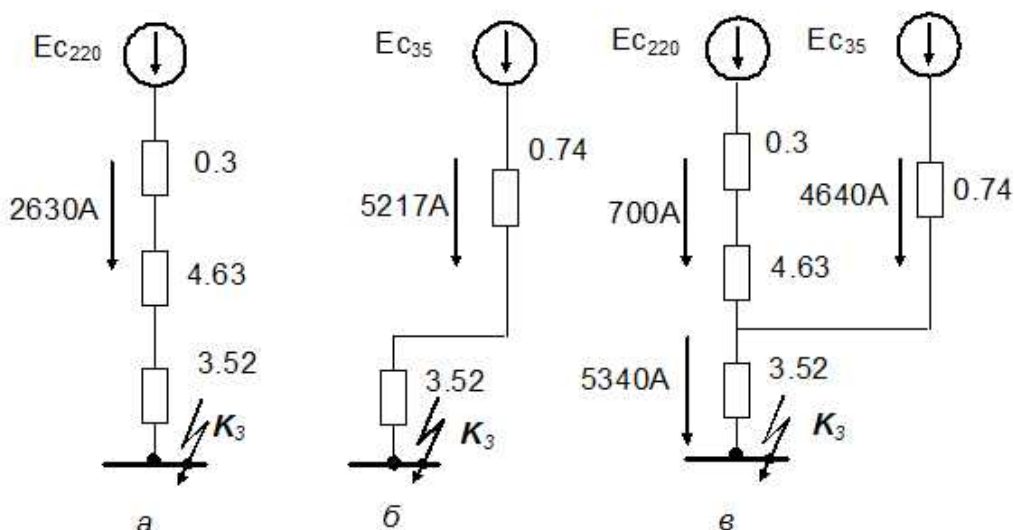 Ec220
0.3
2630A
4.63
3.52
K3
а
Ec35
0.74
5217A
3.52
K3
б
Ec220
Ec35
0.3
700A
4640A
0.74
4.63
5340A
3.52
K3
в